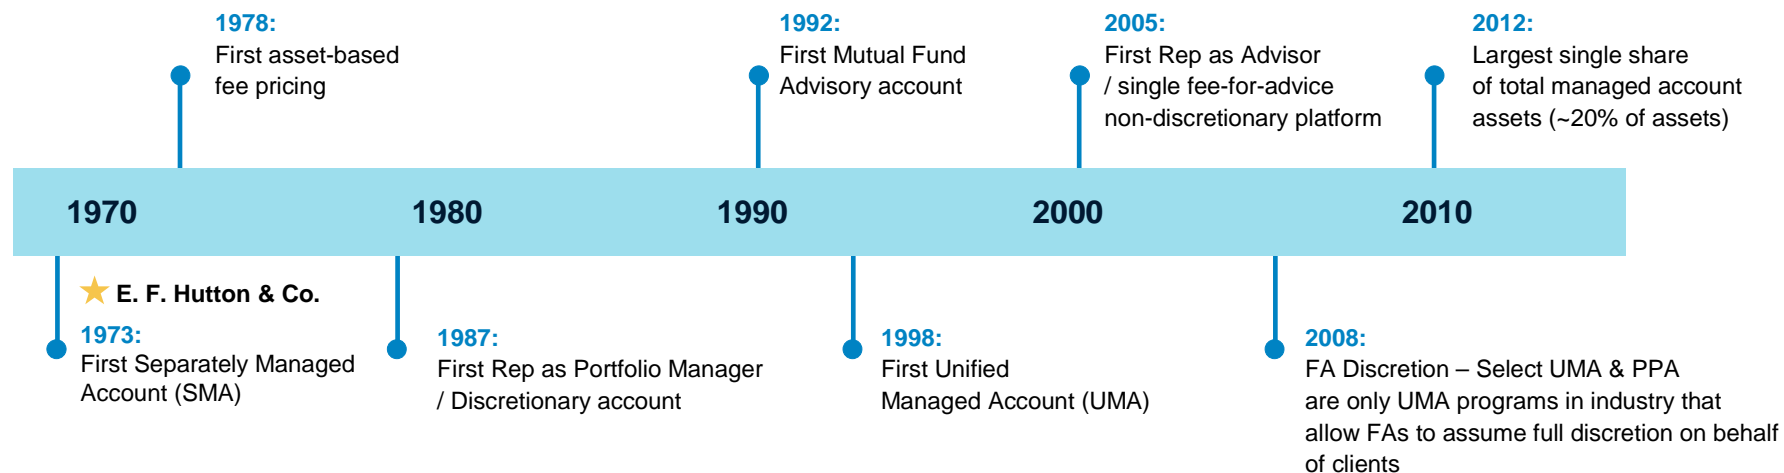 1978:
First asset-based
fee pricing
1992:
First Mutual Fund
Advisory account
2005:
First Rep as Advisor
/ single fee-for-advice
non-discretionary platform
2012:
Largest single share
of total managed account
assets (~20% of assets)
1970
1980
1990
2000
2010
E. F. Hutton & Co.
1973:
First Separately Managed
Account (SMA)
1987:
First Rep as Portfolio Manager
/ Discretionary account
1998:
First Unified
Managed Account (UMA)
2008:
FA Discretion – Select UMA & PPA
are only UMA programs in industry that
allow FAs to assume full discretion on behalf
of clients